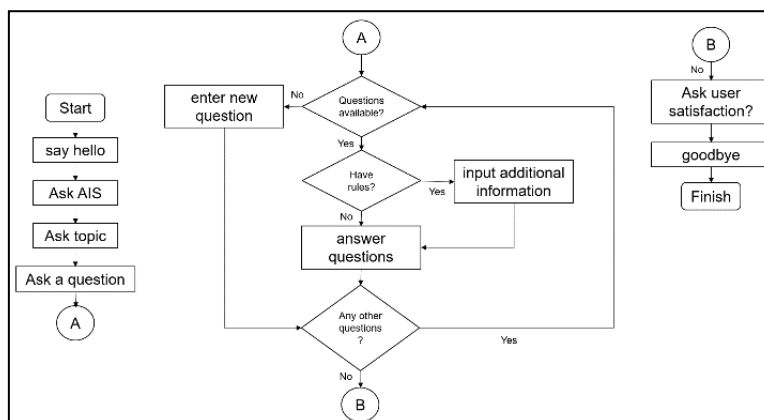 Start
say hello
Ask AIS
Ask topic
Ask a question
A
A
Questions
available?
No
enter new
question
Yes
Have
rules?
Yes
input additional
information
No
answer
questions
Any other
questions
?
Yes
No
B
B
No
Ask user
satisfaction?
goodbye
Finish